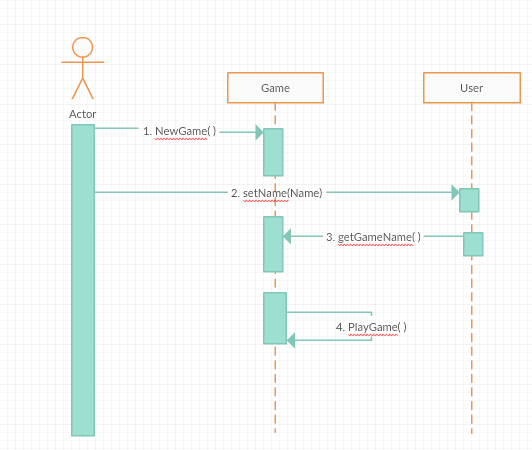 Game
User
Actor
1. NewGame( )
2. setName(Name)
3. getGameName( )
4. PlayGame( )